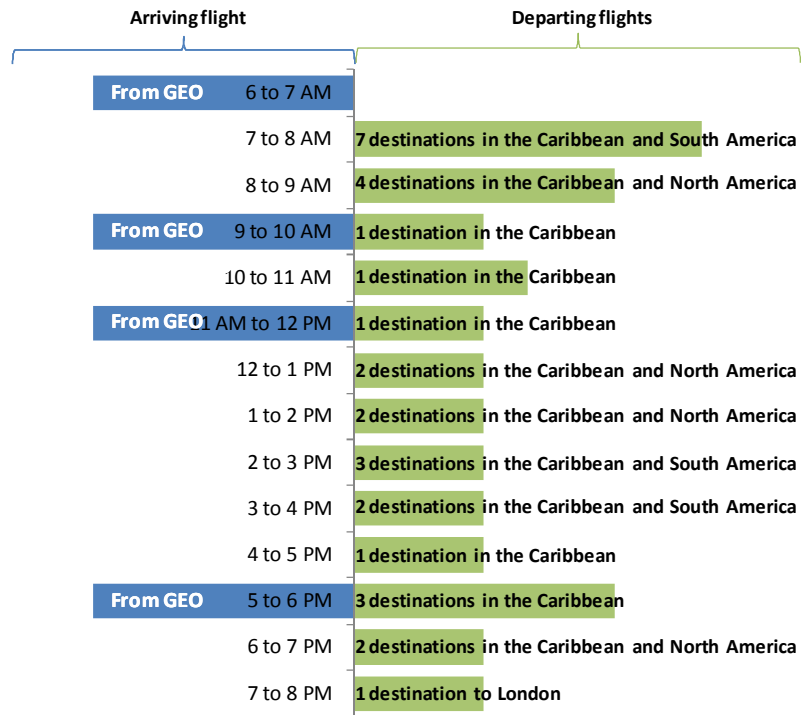 Arriving flight Departing flights
From GEO 6 to 7 AM
7 to 8 AM 7 destinations in the Caribbean and South America
8 to 9 AM 4 destinations in the Caribbean and North America
From GEO 9 to 10 AM 1 destination in the Caribbean
10 to 11 AM 1 destination in the Caribbean
From GEO 11 AM to 12 PM 1 destination in the Caribbean
12 to 1 PM 2 destinations in the Caribbean and North America
1 to 2 PM 2 destinations in the Caribbean and North America
2 to 3 PM 3 destinations in the Caribbean and South America
3 to 4 PM 2 destinations in the Caribbean and South America
4 to 5 PM 1 destination in the Caribbean
From GEO 5 to 6 PM 3 destinations in the Caribbean
6 to 7 PM 2 destinations in the Caribbean and North America
7 to 8 PM 1 destination to London